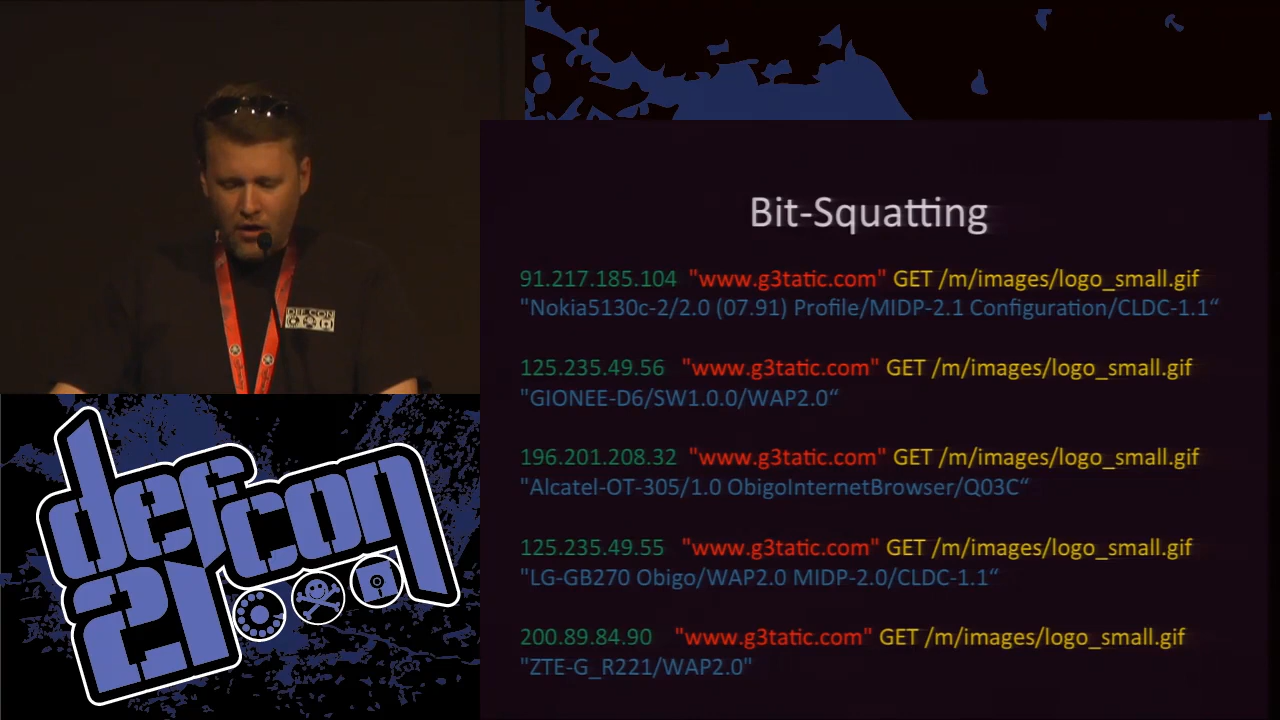 DEF CON
defcon
21
Bit-Squatting
91.217.185.104 "www.g3tatic.com" GET /m/images/logo_small.gif
"Nokia5130c-2/2.0 (07.91) Profile/MIDP-2.1 Configuration/CLDC-1.1“
125.235.49.56 "www.g3tatic.com" GET /m/images/logo_small.gif
"GIONEE-D6/SW1.0.0/WAP2.0“
196.201.208.32 "www.g3tatic.com" GET /m/images/logo_small.gif
"Alcatel-OT-305/1.0 ObigoInternetBrowser/Q03C“
125.235.49.55 "www.g3tatic.com" GET /m/images/logo_small.gif
"LG-GB270 Obigo/WAP2.0 MIDP-2.0/CLDC-1.1“
200.89.84.90 "www.g3tatic.com" GET /m/images/logo_small.gif
"ZTE-G_R221/WAP2.0"